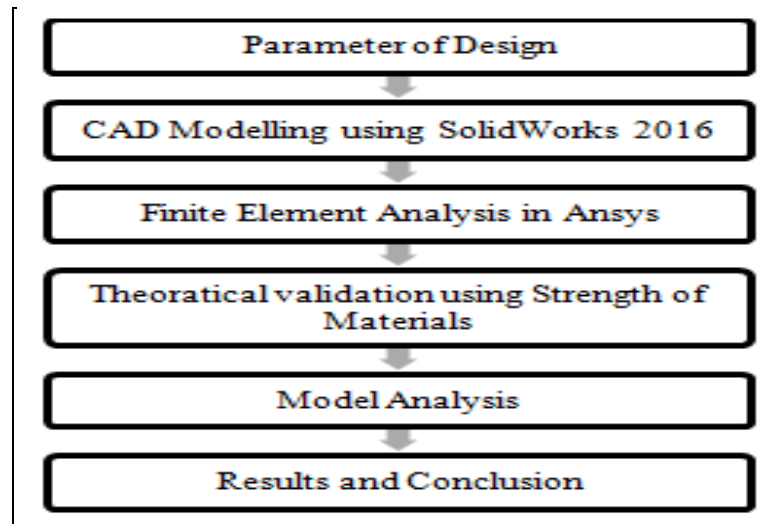 Parameter of Design
CAD Modelling using SolidWorks 2016
Finite Element Analysis in Ansys
Theoratical validation using Strength of
Materials
Model Analysis
Results and Conclusion